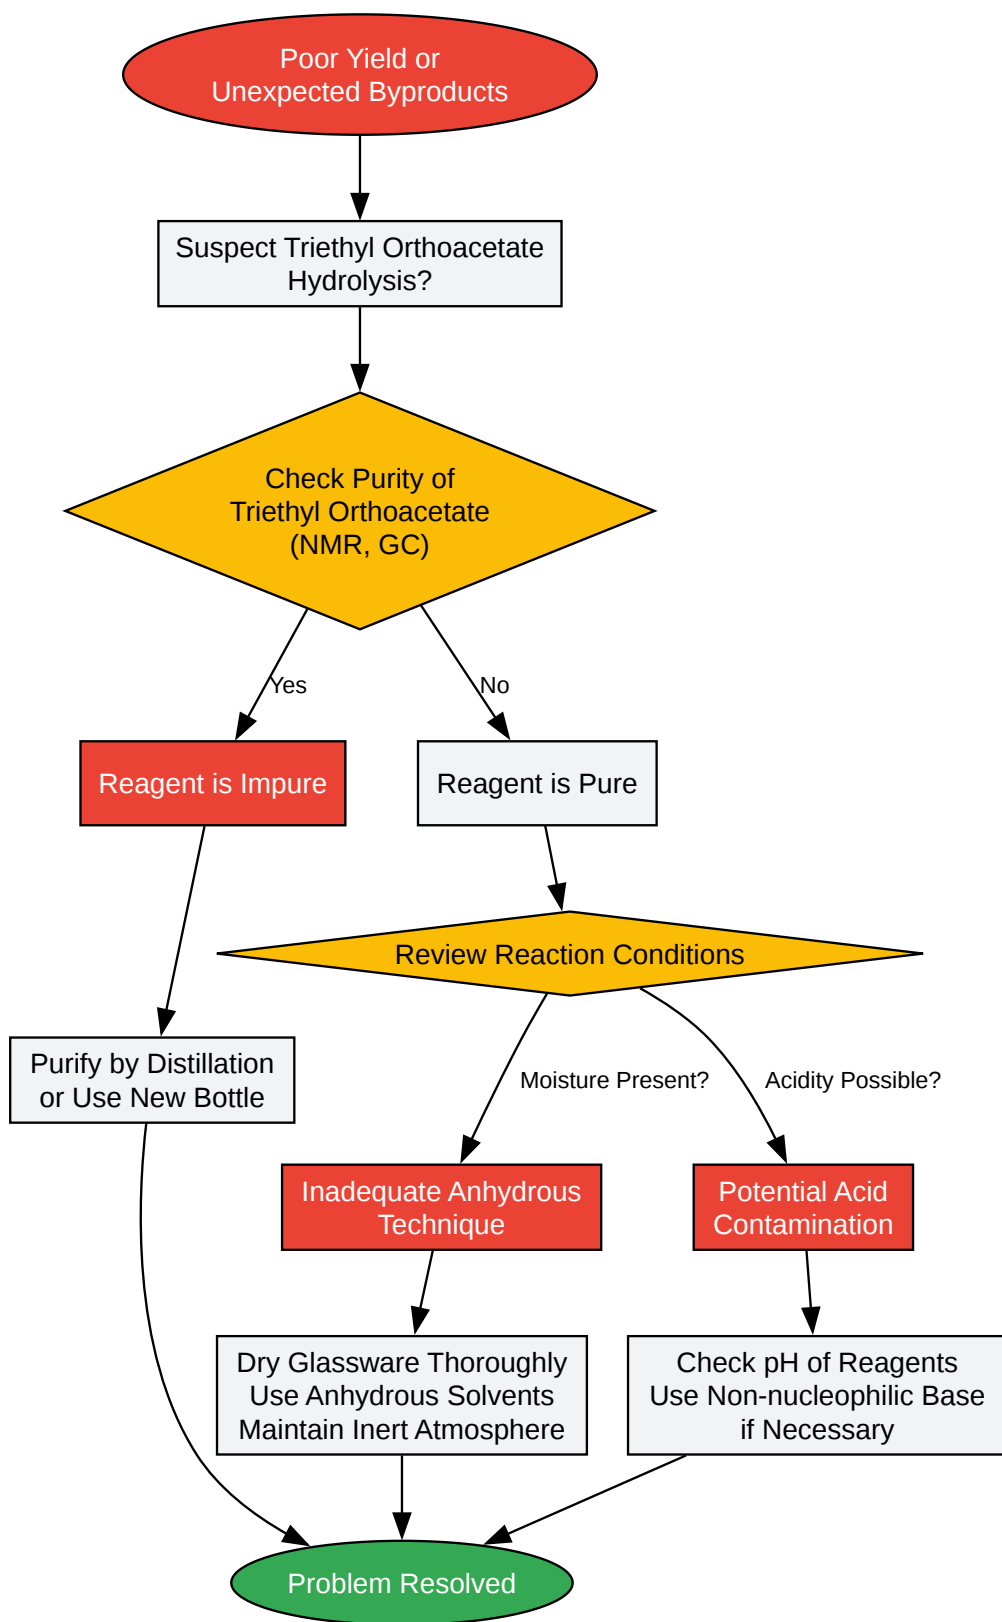 Poor Yield or
Unexpected Byproducts
Suspect Triethyl Orthoacetate
Hydrolysis?
Check Purity of
Triethyl Orthoacetate
(NMR, GC)
Yes
No
Reagent is Impure
Reagent is Pure
Review Reaction Conditions
Purify by Distillation
or Use New Bottle
Moisture Present?
Acidity Possible?
Inadequate Anhydrous
Technique
Potential Acid
Contamination
Dry Glassware Thoroughly
Use Anhydrous Solvents
Maintain Inert Atmosphere
Check pH of Reagents
Use Non-nucleophilic Base
if Necessary
Problem Resolved